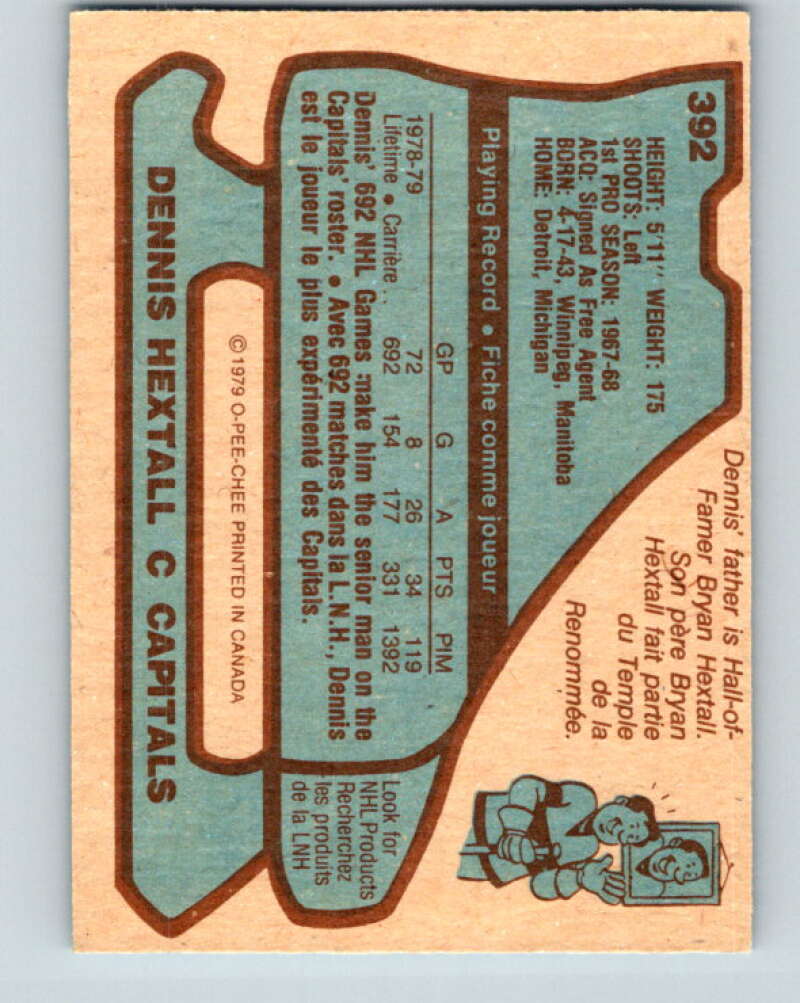 392
HEIGHT: 5'11" WEIGHT: 175
SHOOTS: Left
1st PRO SEASON: 1967-68
ACQ: Signed As Free Agent
BORN: 4-17-43, Winnipeg, Manitoba
HOME: Detroit, Michigan
Dennis' father is Hall-of-
Famer Bryan Hextall.
Son père Bryan
Hextall fait partie
du Temple
de la
Renommée.
Playing Record • Fiche comme joueur
GP G A PTS PIM
1978-79 72 8 26 34 119
Lifetime • Carrière . . 692 154 177 331 1392
Dennis' 692 NHL Games make him the senior man on the
Capitals' roster. • Avec 692 matches dans la L.N.H., Dennis
est le joueur le plus expérimenté des Capitals.
Look for
NHL Products
Recherchez
les produits
de la LNH
© 1979 O-PEE-CHEE PRINTED IN CANADA
DENNIS HEXTALL C CAPITALS